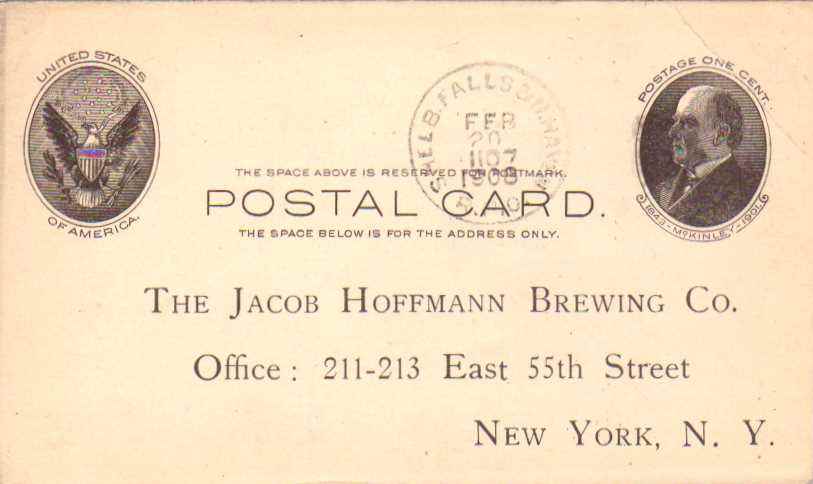 UNITED STATES
OF AMERICA.
SHELB. FALLS
FEB
20
1908
POSTAGE ONE CENT.
1843-McKINLEY-1901.
THE SPACE ABOVE IS RESERVED FOR POSTMARK.
POSTAL CARD.
THE SPACE BELOW IS FOR THE ADDRESS ONLY.
THE JACOB HOFFMANN BREWING CO.
Office: 211-213 East 55th Street
NEW YORK, N. Y.